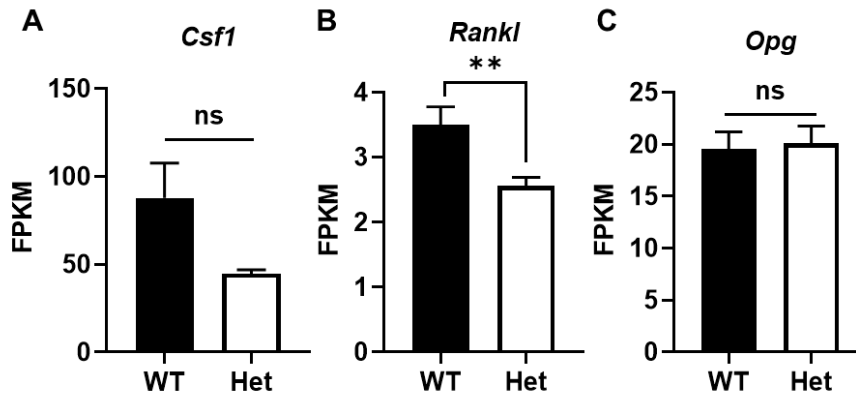 A
Csf1
FPKM
150
100
50
0
ns
WT Het
B
Rankl
FPKM
4
3
2
1
0
**
WT Het
C
Opg
FPKM
25
20
15
10
5
0
ns
WT Het